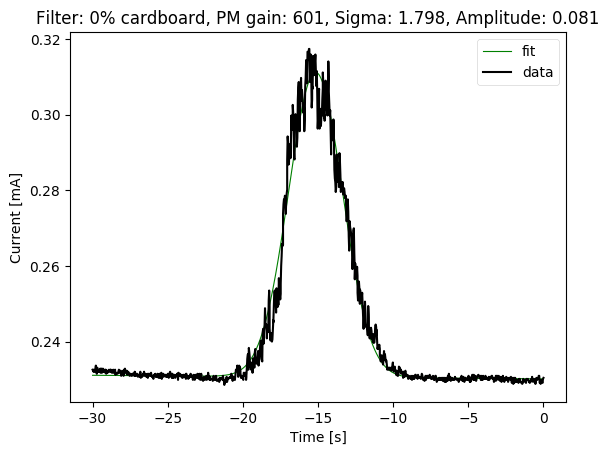 Filter: 0% cardboard, PM gain: 601, Sigma: 1.798, Amplitude: 0.081
0.32
fit
data
0.30
0.28
Current [mA]
0.26
0.24
−30
−25
−20
−15
−10
−5
0
Time [s]